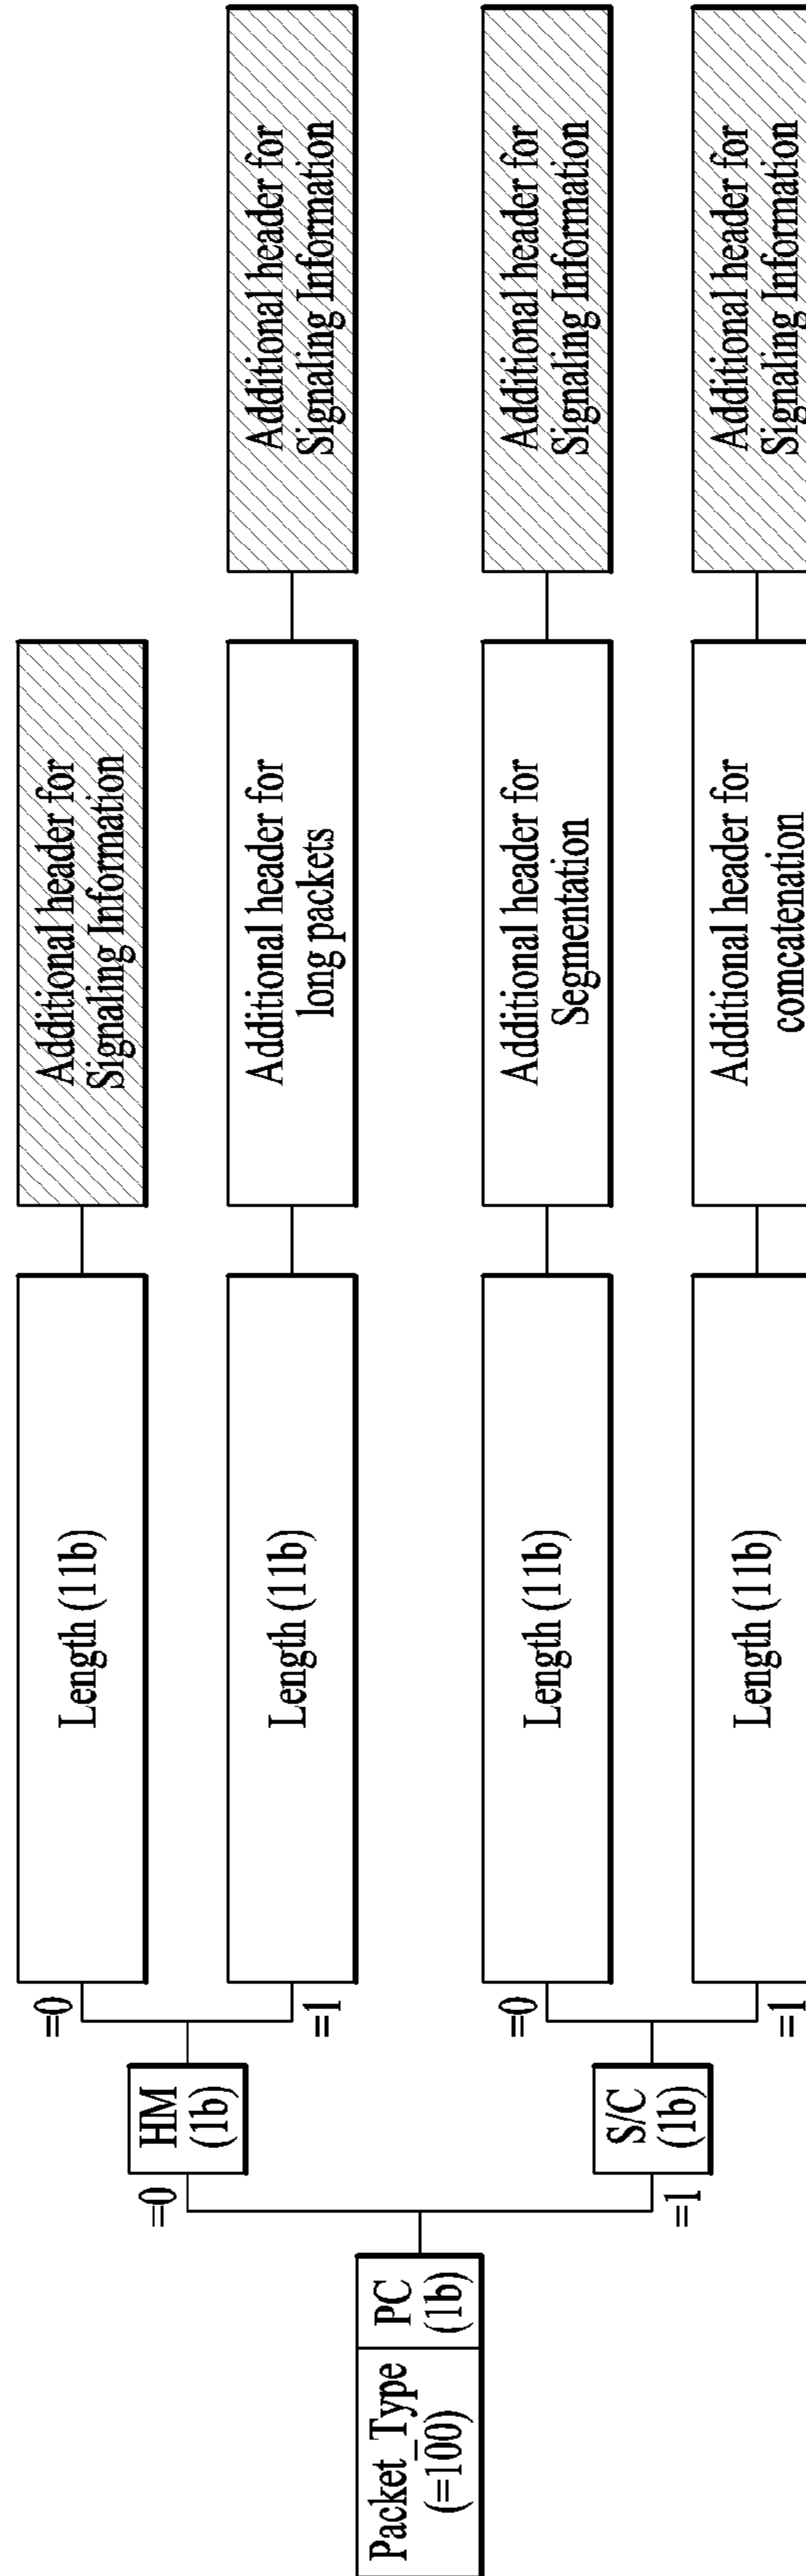 Packet_Type
(=100)
PC
(1b)
=0
HM
(1b)
=0
Length (11b)
Additional header for
Signaling Information
=1
Length (11b)
Additional header for
long packets
Additional header for
Signaling Information
=1
S/C
(1b)
=0
Length (11b)
Additional header for
Segmentation
Additional header for
Signaling Information
=1
Length (11b)
Additional header for
comcatenation
Additional header for
Signaling Information